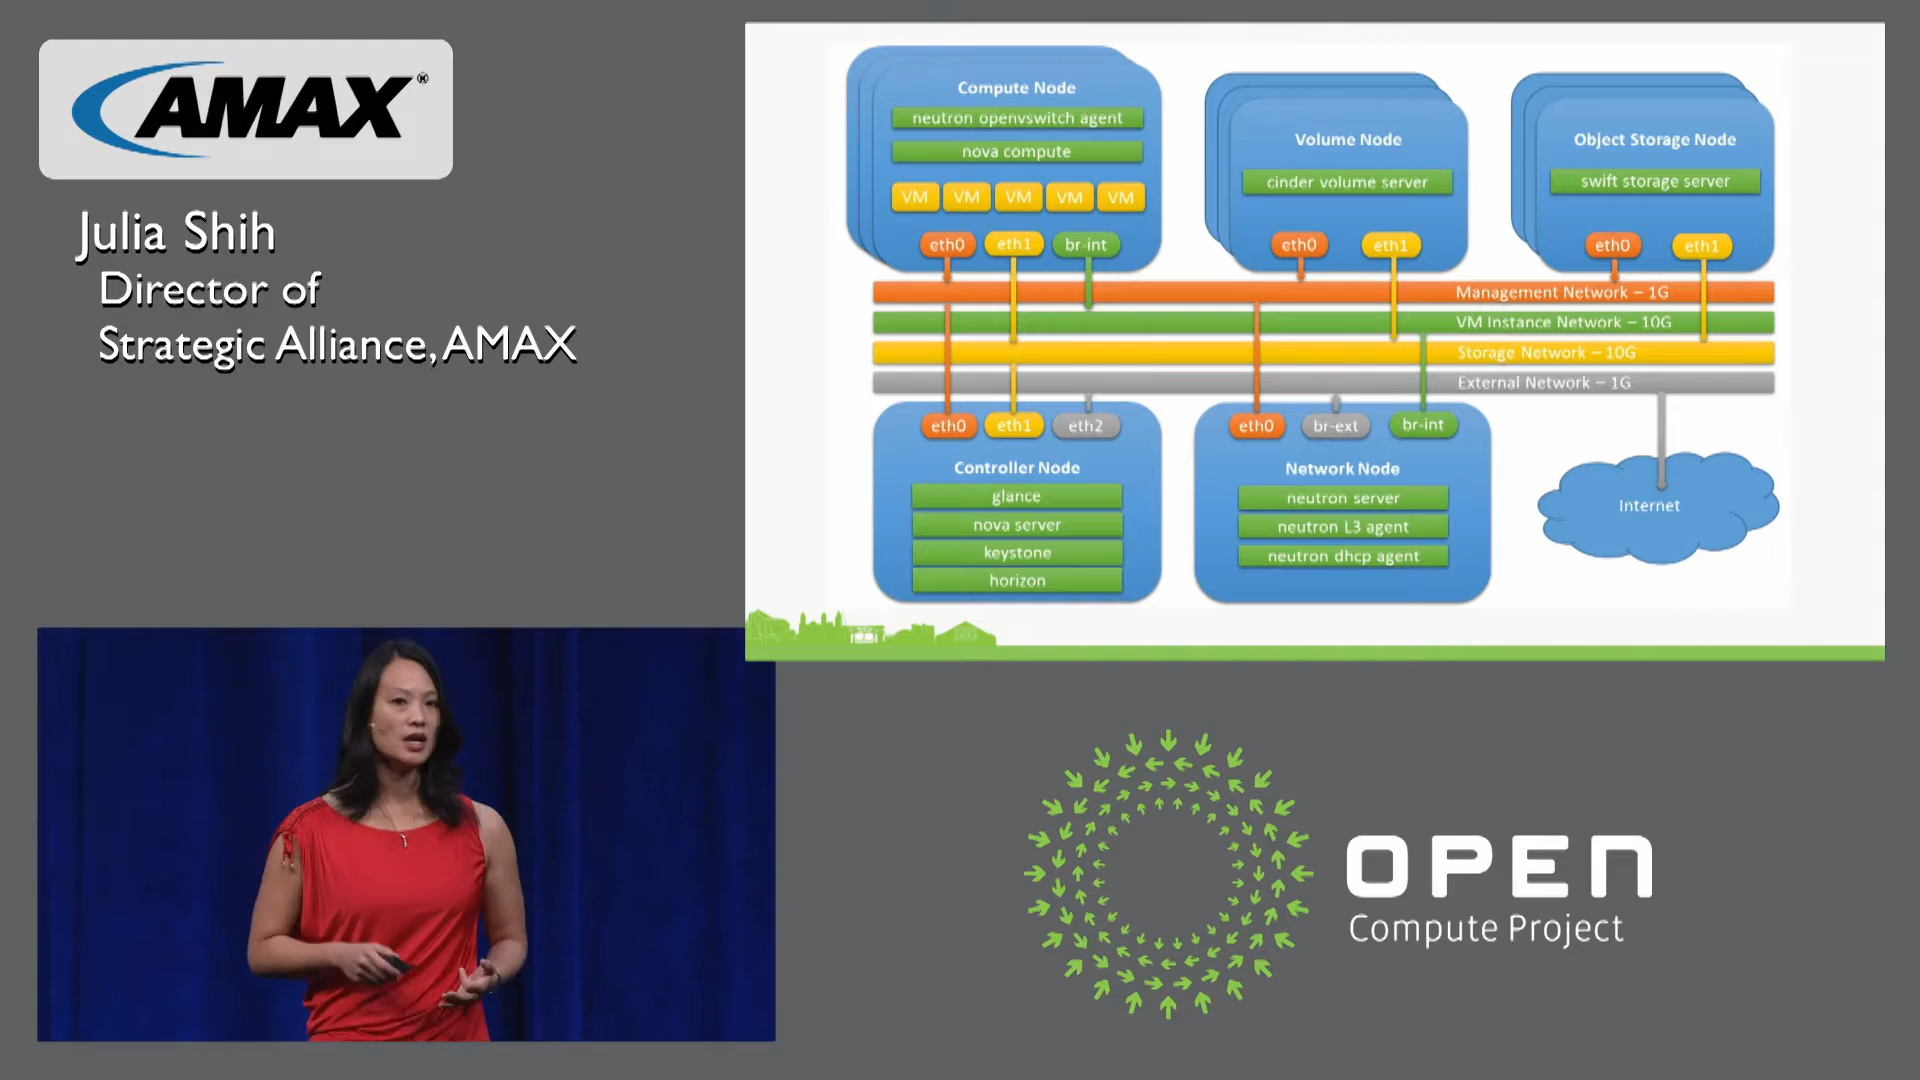 AMAX®
Julia Shih
Director of
Strategic Alliance, AMAX
Compute Node
neutron openvswitch agent
nova compute
VM VM VM VM VM
eth0 eth1 br-int
Volume Node
cinder volume server
eth0 eth1
Object Storage Node
swift storage server
eth0 eth1
Management Network – 1G
VM Instance Network – 10G
Storage Network – 10G
External Network – 1G
eth0 eth1 eth2
Controller Node
glance
nova server
keystone
horizon
eth0 br-ext br-int
Network Node
neutron server
neutron L3 agent
neutron dhcp agent
Internet
OPEN
Compute Project